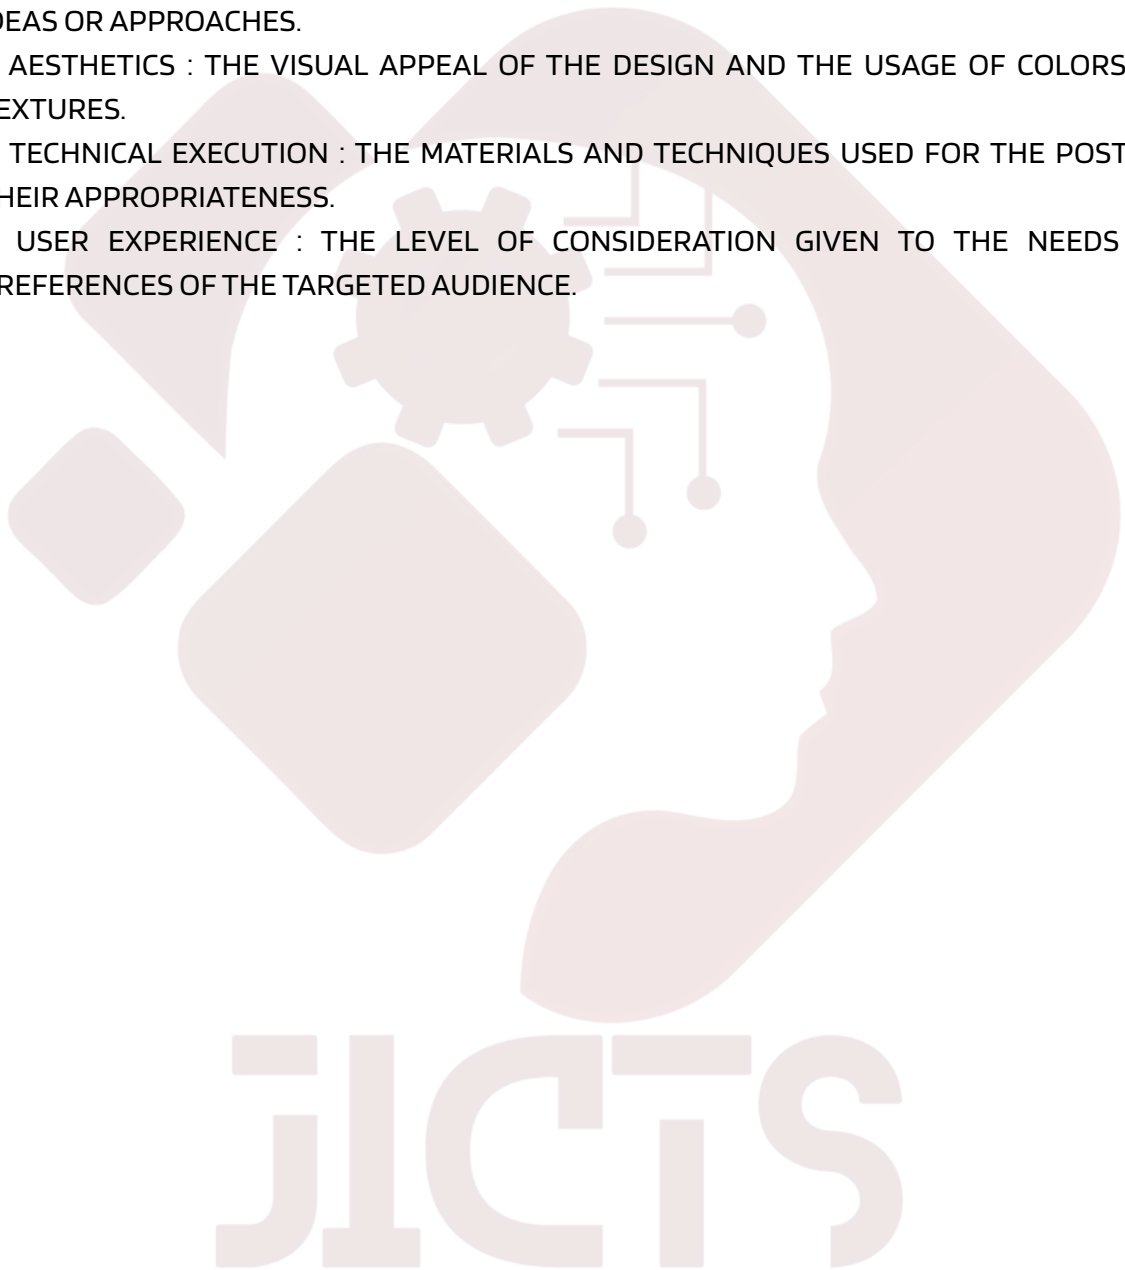 DEAS OR APPROACHES.
AESTHETICS : THE VISUAL APPEAL OF THE DESIGN AND THE USAGE OF COLORS
EXTURES.
TECHNICAL EXECUTION : THE MATERIALS AND TECHNIQUES USED FOR THE POST
HEIR APPROPRIATENESS.
USER EXPERIENCE : THE LEVEL OF CONSIDERATION GIVEN TO THE NEEDS
REFERENCES OF THE TARGETED AUDIENCE.
JICTS